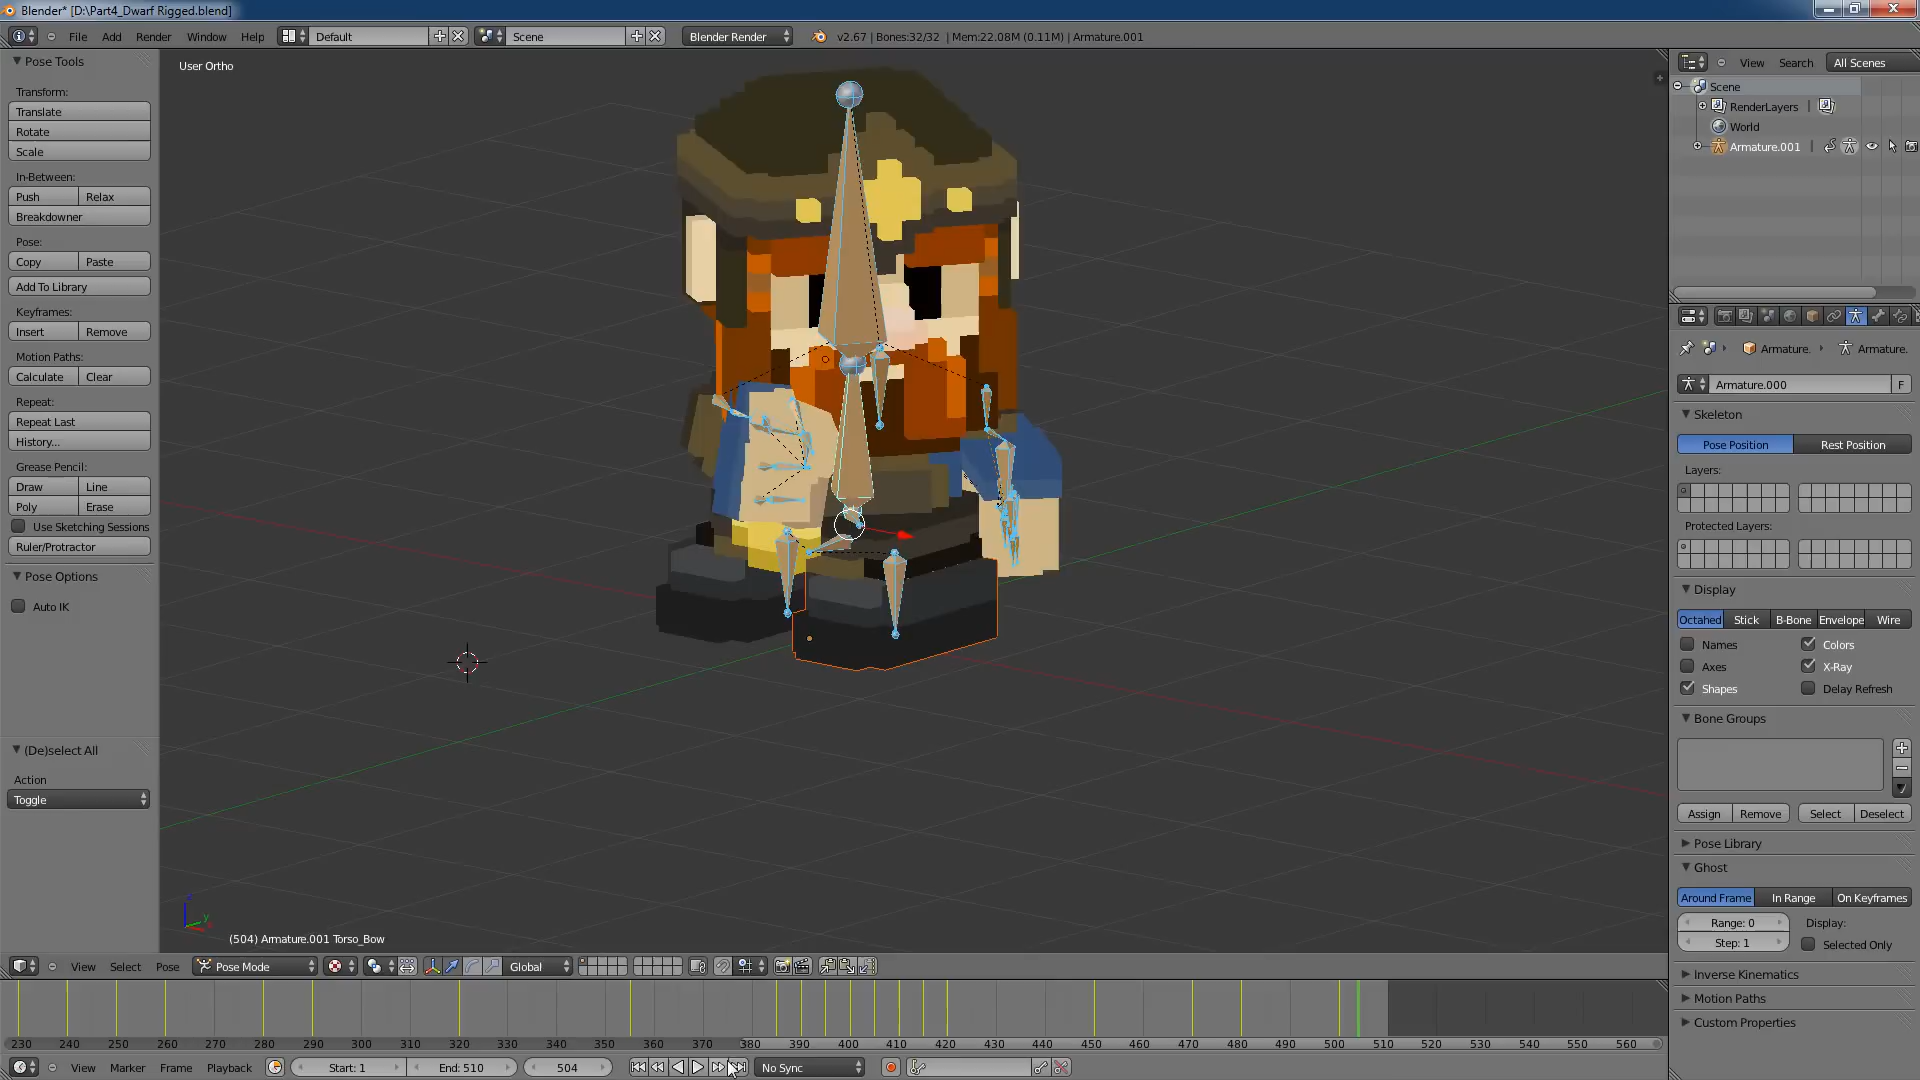 Blender* [D:\Part4_Dwarf Rigged.blend]
File Add Render Window Help Default Scene Blender Render v2.67 | Bones:32/32 | Mem:22.08M (0.11M) | Armature.001
Pose Tools
Transform:
Translate
Rotate
Scale
In-Between:
Push Relax
Breakdowner
Pose:
Copy Paste
Add To Library
Keyframes:
Insert Remove
Motion Paths:
Calculate Clear
Repeat:
Repeat Last
History...
Grease Pencil:
Draw Line
Poly Erase
Use Sketching Sessions
Ruler/Protractor
Pose Options
Auto IK
(De)select All
Action
Toggle
User Ortho
(504) Armature.001 Torso_Bow
View Select Pose Pose Mode Global
230 240 250 260 270 280 290 300 310 320 330 340 350 360 370 380 390 400 410 420 430 440 450 460 470 480 490 500 510 520 530 540 550 560
View Marker Frame Playback Start: 1 End: 510 504 No Sync
View Search All Scenes
Scene
RenderLayers
World
Armature.001
Armature. Armature.
Armature.000 F
Skeleton
Pose Position Rest Position
Layers:
Protected Layers:
Display
Octahed Stick B-Bone Envelope Wire
Names Colors
Axes X-Ray
Shapes Delay Refresh
Bone Groups
Assign Remove Select Deselect
Pose Library
Ghost
Around Frame In Range On Keyframes
Range: 0 Display:
Step: 1 Selected Only
Inverse Kinematics
Motion Paths
Custom Properties